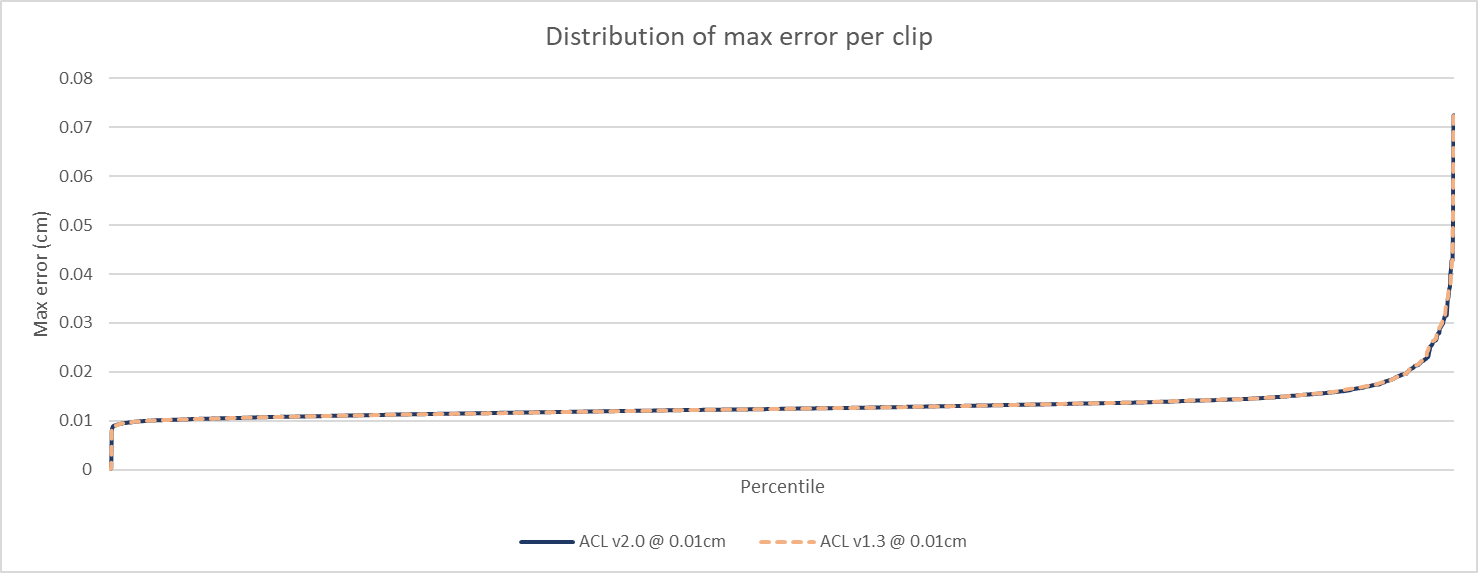 Distribution of max error per clip
0.08
0.07
0.06
0.05
0.04
0.03
0.02
0.01
0
Max error (cm)
Percentile
ACL v2.0 @ 0.01cm
ACL v1.3 @ 0.01cm